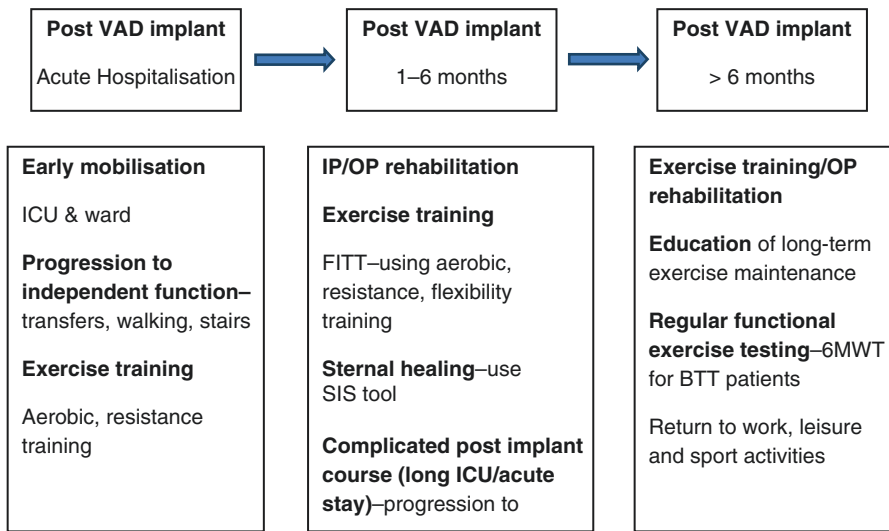 Post VAD implant
Acute Hospitalisation
Post VAD implant
1–6 months
Post VAD implant
> 6 months
Early mobilisation
ICU & ward
Progression to
independent function–
transfers, walking, stairs
Exercise training
Aerobic, resistance
training
IP/OP rehabilitation
Exercise training
FITT–using aerobic,
resistance, flexibility
training
Sternal healing–use
SIS tool
Complicated post implant
course (long ICU/acute
stay)–progression to
Exercise training/OP
rehabilitation
Education of long-term
exercise maintenance
Regular functional
exercise testing–6MWT
for BTT patients
Return to work, leisure
and sport activities